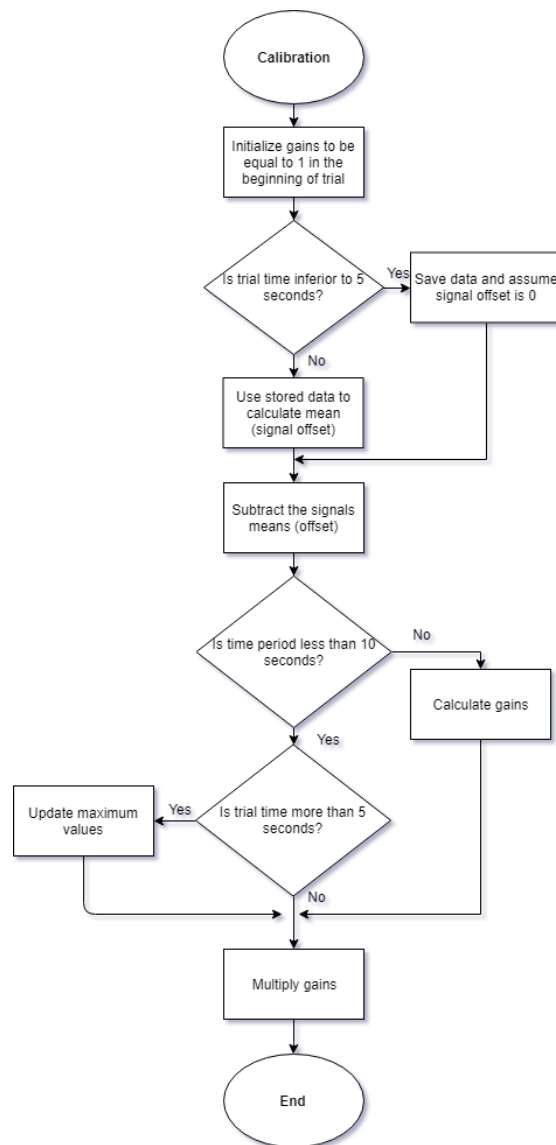 Calibration
Initialize gains to be
equal to 1 in the
beginning of trial
Is trial time inferior to 5
seconds?
Yes
Save data and assume
signal offset is 0
No
Use stored data to
calculate mean
(signal offset)
Subtract the signals
means (offset)
Is time period less than 10
seconds?
No
Calculate gains
Yes
Is trial time more than 5
seconds?
Yes
Update maximum
values
No
Multiply gains
End